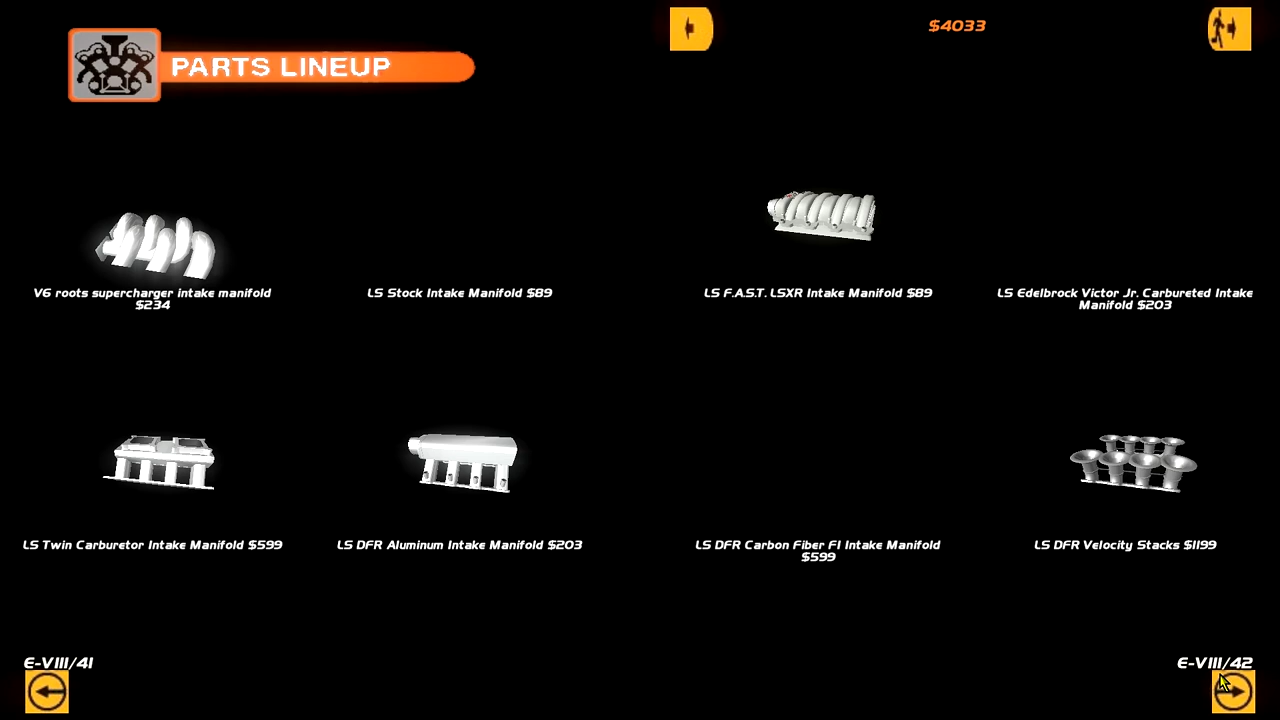 PARTS LINEUP
$4033
V6 roots supercharger intake manifold
$234
LS Stock Intake Manifold $89
LS F.A.S.T. LSXR Intake Manifold $89
LS Edelbrock Victor Jr. Carbureted Intake
Manifold $203
LS Twin Carburetor Intake Manifold $599
LS DFR Aluminum Intake Manifold $203
LS DFR Carbon Fiber F1 Intake Manifold
$599
LS DFR Velocity Stacks $1199
E-VIII/41
E-VIII/42